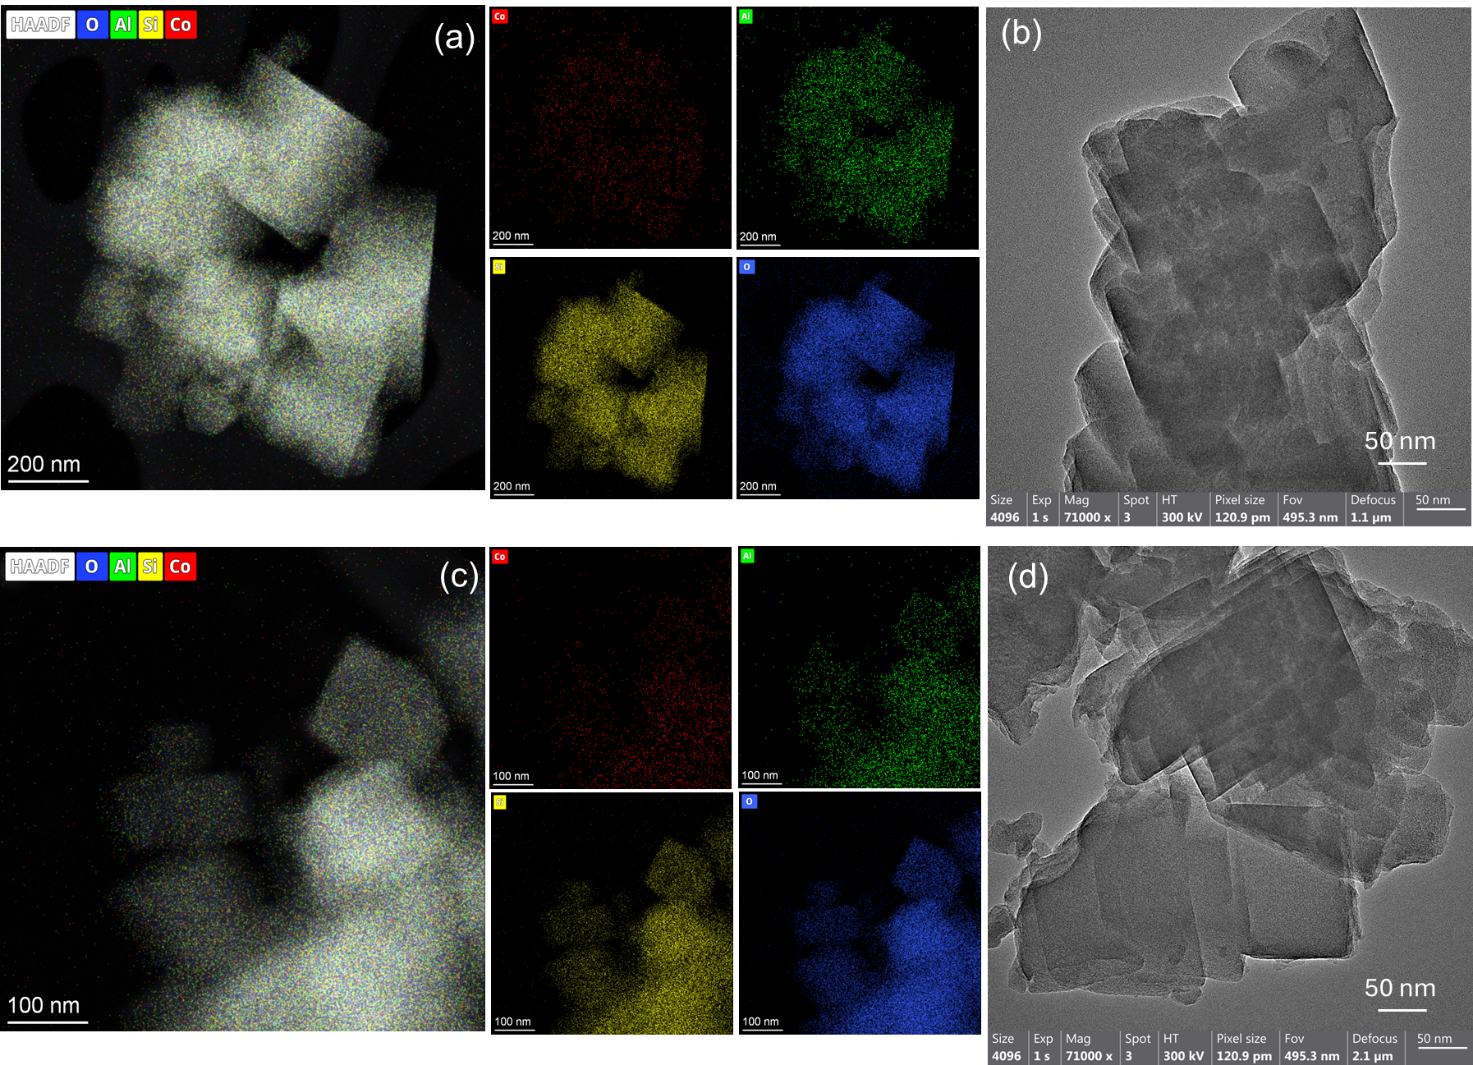 HAADF O Al Si Co
(a)
200 nm
Co
200 nm
Al
200 nm
Si
200 nm
O
200 nm
(b)
50 nm
Size Exp Mag Spot HT Pixel size Fov Defocus 50 nm
4096 1 s 71000 x 3 300 kV 120.9 pm 495.3 nm 1.1 µm
HAADF O Al Si Co
(c)
100 nm
Co
100 nm
Al
100 nm
Si
100 nm
O
100 nm
(d)
50 nm
Size Exp Mag Spot HT Pixel size Fov Defocus 50 nm
4096 1 s 71000 x 3 300 kV 120.9 pm 495.3 nm 2.1 µm